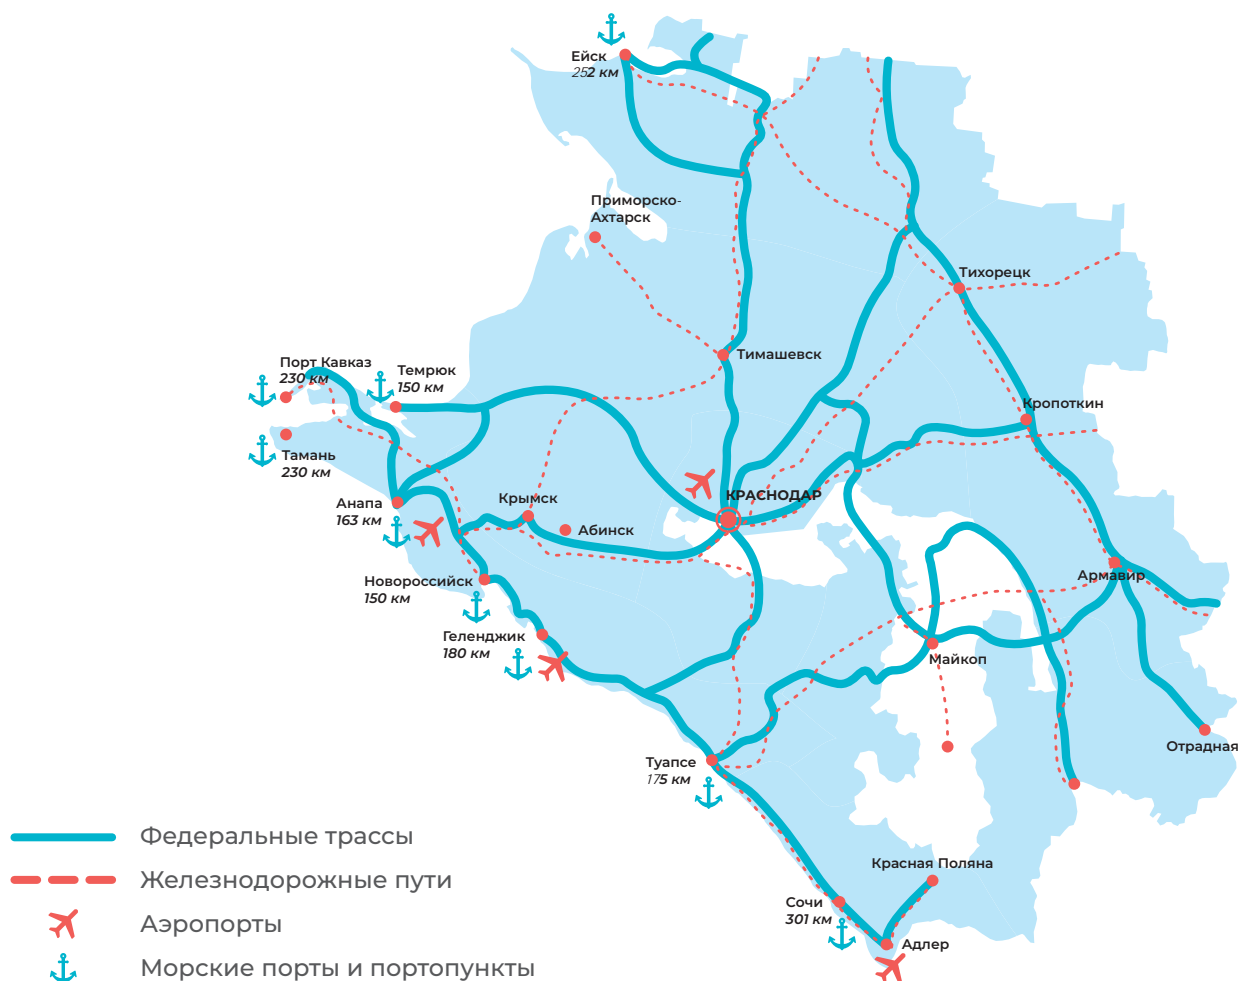 Ейск
252 км
Приморско-
Ахтарск
Тихорецк
Тимашевск
Порт Кавказ
230 км
Темрюк
150 км
Кропоткин
Тамань
230 км
КРАСНОДАР
Анапа
163 км
Крымск
Абинск
Новороссийск
150 км
Армавир
Геленджик
180 км
Майкоп
Отрадная
Туапсе
175 км
Красная Поляна
Сочи
301 км
Адлер
Федеральные трассы
Железнодорожные пути
Аэропорты
Морские порты и портопункты